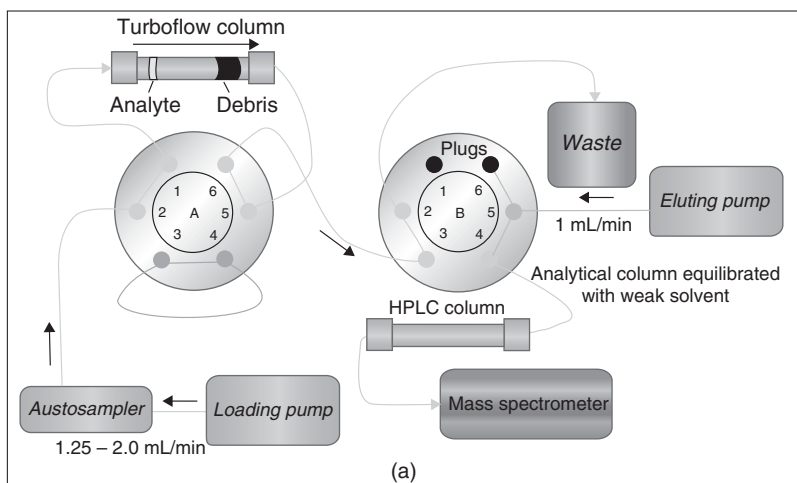 Turboflow column
Analyte
Debris
1
6
2
A
5
3
4
Plugs
1
6
2
B
5
3
4
Waste
Eluting pump
1 mL/min
Analytical column equilibrated
with weak solvent
HPLC column
Mass spectrometer
Austosampler
Loading pump
1.25 – 2.0 mL/min
(a)